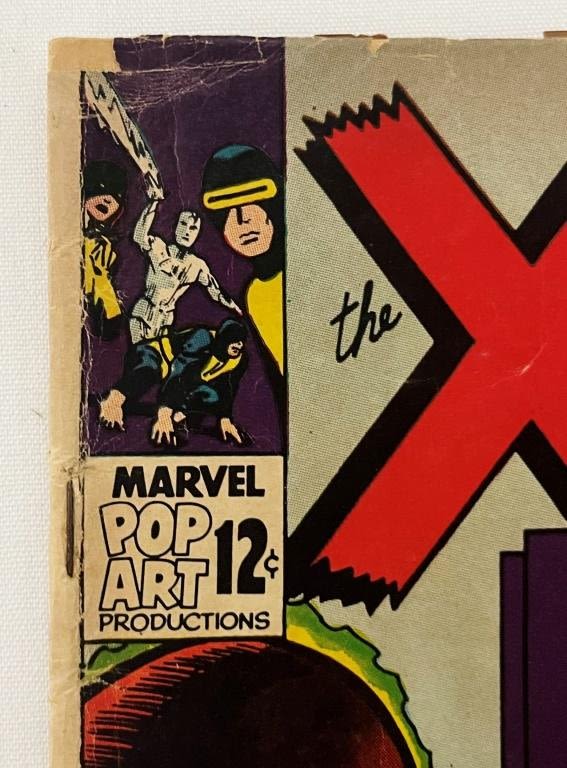 the X
MARVEL
POP
ART 12¢
PRODUCTIONS